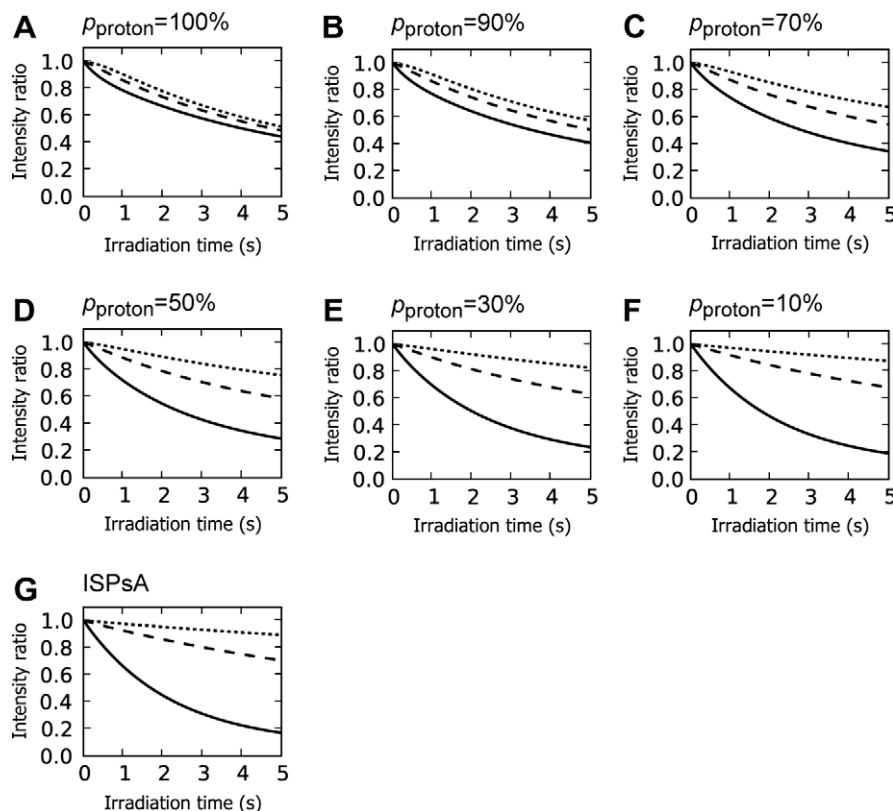 A p_proton=100%
Intensity ratio
1.0
0.8
0.6
0.4
0.2
0.0
0 1 2 3 4 5
Irradiation time (s)
B p_proton=90%
Intensity ratio
1.0
0.8
0.6
0.4
0.2
0.0
0 1 2 3 4 5
Irradiation time (s)
C p_proton=70%
Intensity ratio
1.0
0.8
0.6
0.4
0.2
0.0
0 1 2 3 4 5
Irradiation time (s)
D p_proton=50%
Intensity ratio
1.0
0.8
0.6
0.4
0.2
0.0
0 1 2 3 4 5
Irradiation time (s)
E p_proton=30%
Intensity ratio
1.0
0.8
0.6
0.4
0.2
0.0
0 1 2 3 4 5
Irradiation time (s)
F p_proton=10%
Intensity ratio
1.0
0.8
0.6
0.4
0.2
0.0
0 1 2 3 4 5
Irradiation time (s)
G ISPsA
Intensity ratio
1.0
0.8
0.6
0.4
0.2
0.0
0 1 2 3 4 5
Irradiation time (s)